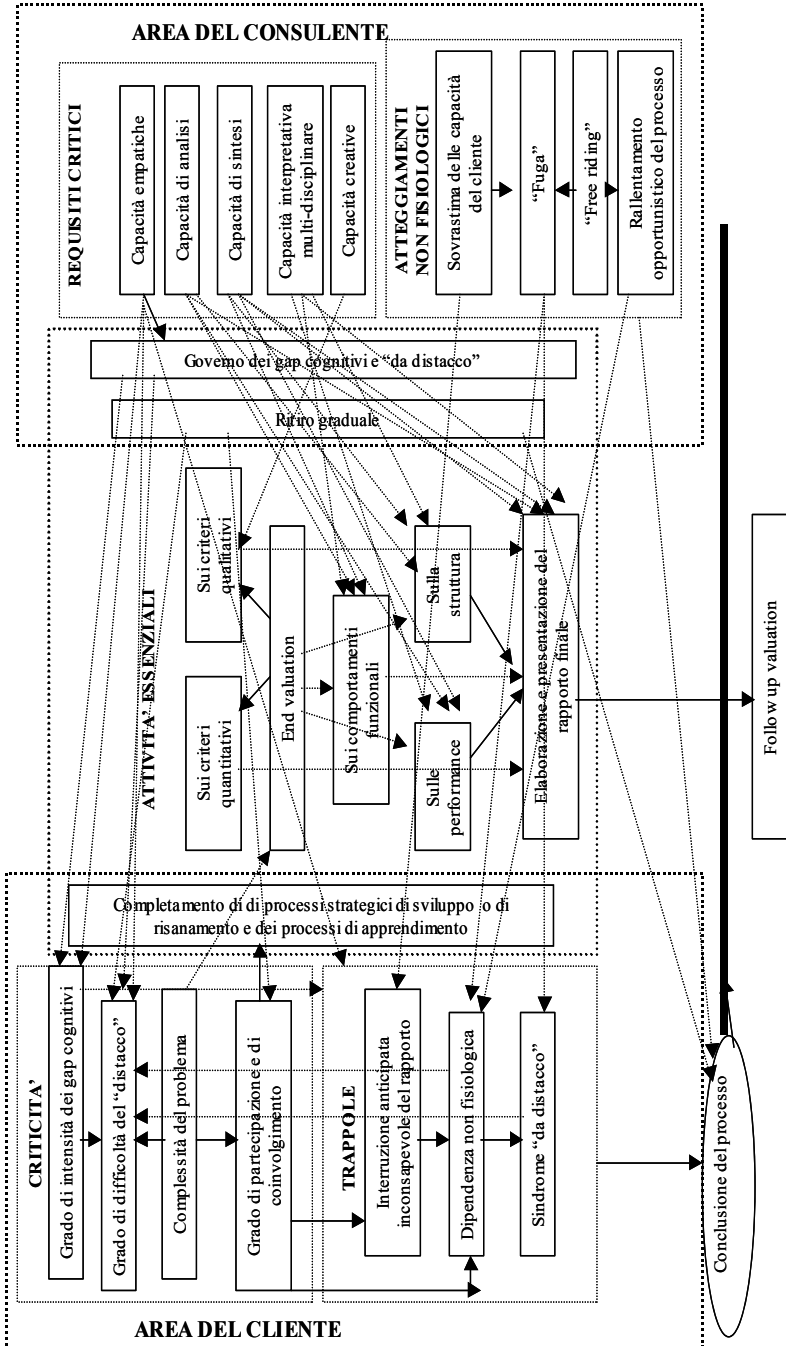 AREA DEL CONSULENTE
REQUISITI CRITICI
Capacità empatiche
Capacità di analisi
Capacità di sintesi
Capacità interpretativa
multi-disciplinare
Capacità creative
ATTEGGIAMENTI
NON FISIOLOGICI
Sovrastima delle capacità
del cliente
“Fuga”
“Free riding”
Rallentamento
opportunistico del processo
Governo dei gap cognitivi e “da distacco”
Ritiro graduale
ATTIVITA’ ESSENZIALI
Sui criteri
qualitativi
Sui criteri
quantitativi
End valuation
Sui comportamenti
funzionali
Sulla
struttura
Sulle
performance
Elaborazione e presentazione del
rapporto finale
Follow up valuation
Completamento di di processi strategici di sviluppo o di
risanamento e dei processi di apprendimento
CRITICITA’
Grado di intensità dei gap cognitivi
Grado di difficoltà del “distacco”
Complessità del problema
Grado di partecipazione e di
coinvolgimento
TRAPPOLE
Interruzione anticipata
inconsapevole del rapporto
Dipendenza non fisiologica
Sindrome “da distacco”
Conclusione del processo
AREA DEL CLIENTE